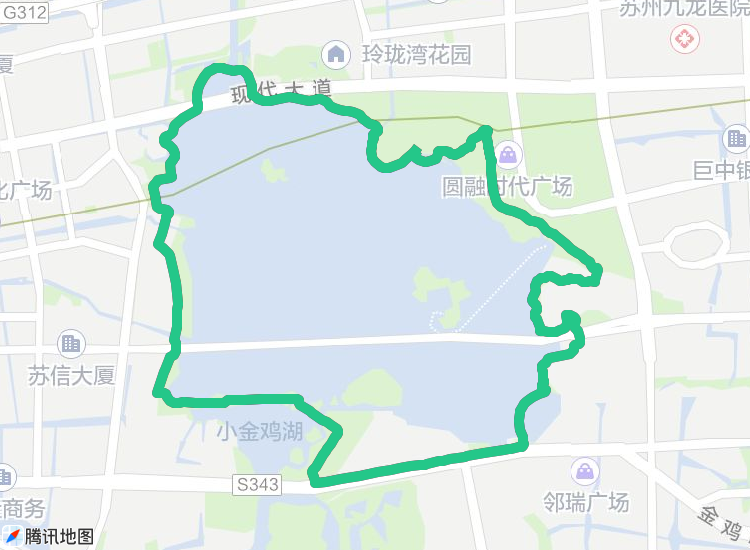 G312
苏州九龙医院
玲珑湾花园
现代大道
厦
巨中银
化广场
圆融时代广场
苏信大厦
小金鸡湖
S343
邻瑞广场
商务
金鸡
腾讯地图